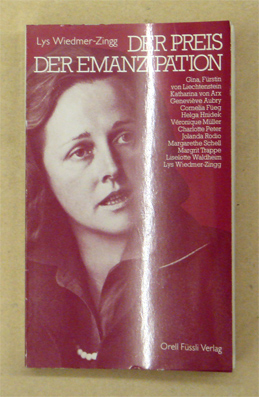 Lys Wiedmer-Zingg DER PREIS
DER EMANZIPATION
Gina, Fürstin
von Liechtenstein
Katharina von Arx
Geneviève Aubry
Cornelia Füeg
Helga Hnidek
Véronique Müller
Charlotte Peter
Jolanda Rodio
Margarethe Schell
Margrit Trappe
Liselotte Waldheim
Lys Wiedmer-Zingg
Orell Füssli Verlag